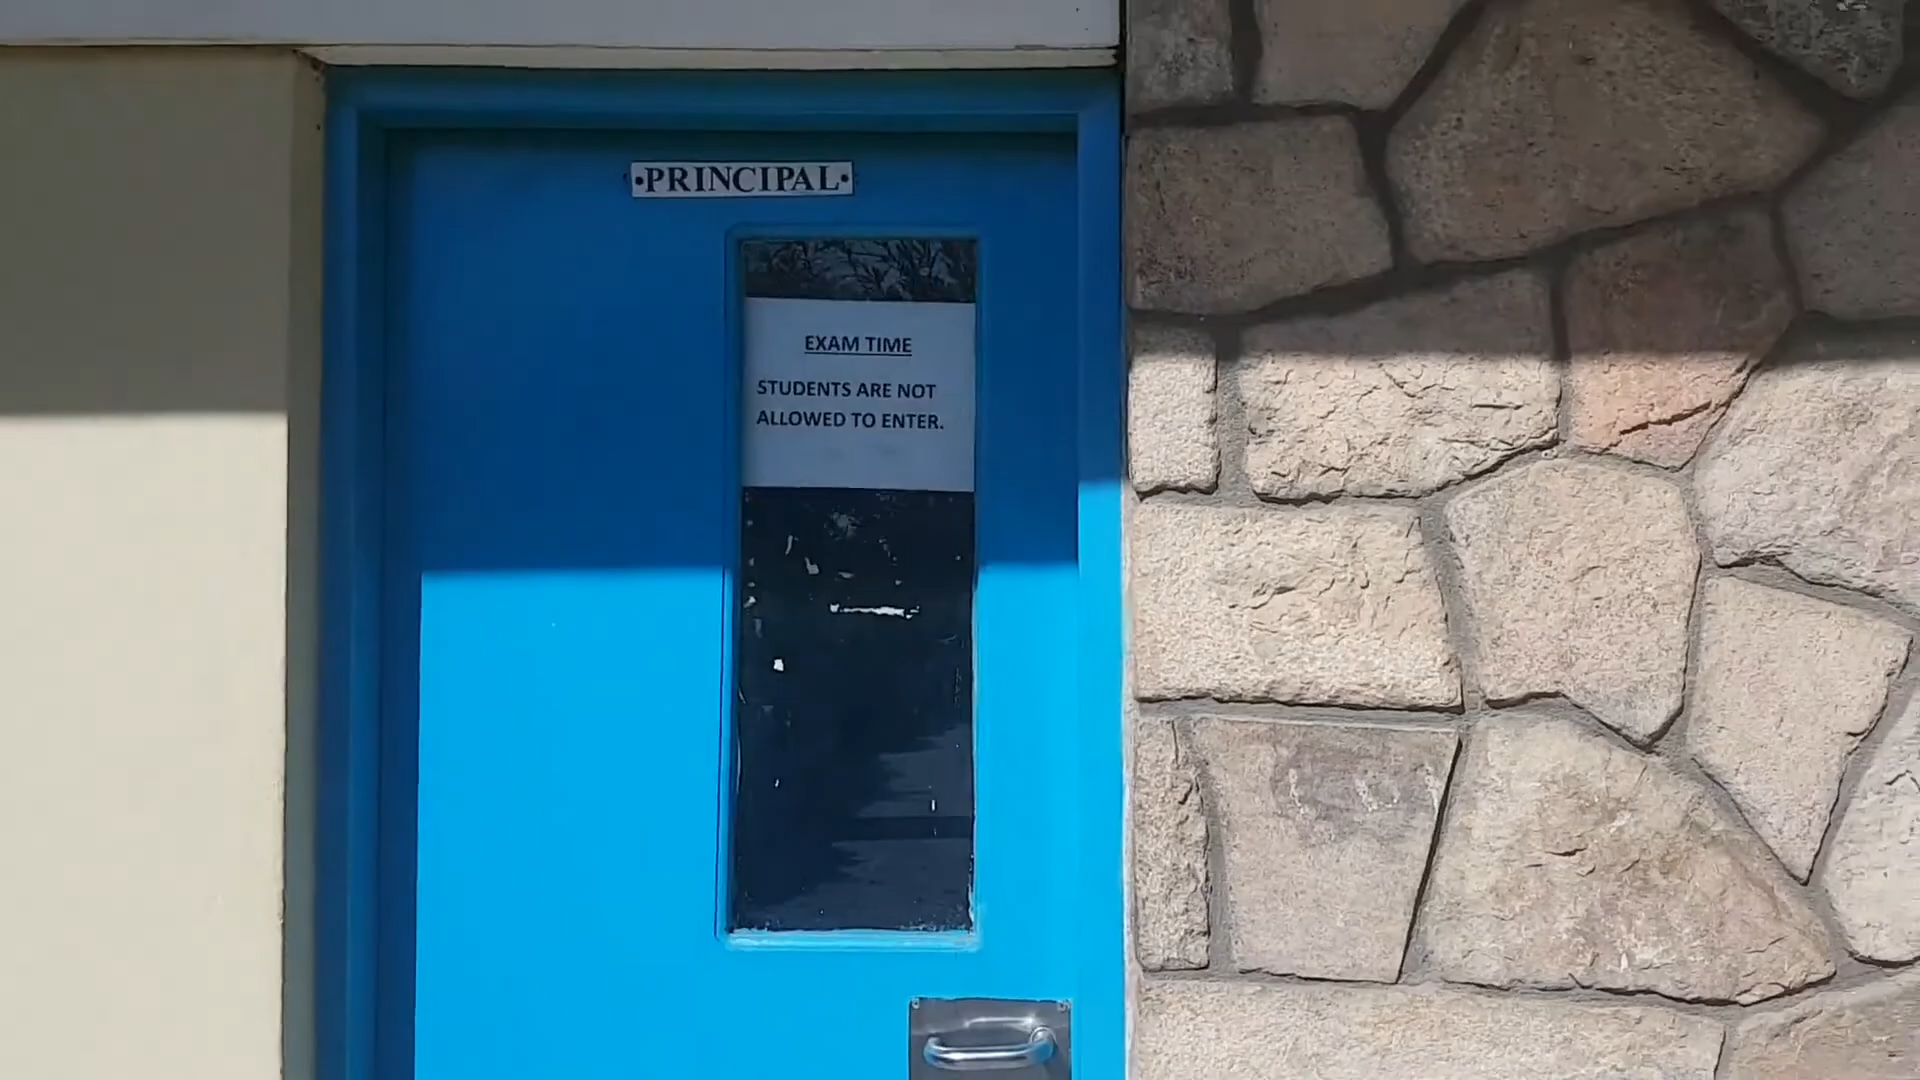 •PRINCIPAL•
EXAM TIME
STUDENTS ARE NOT
ALLOWED TO ENTER.